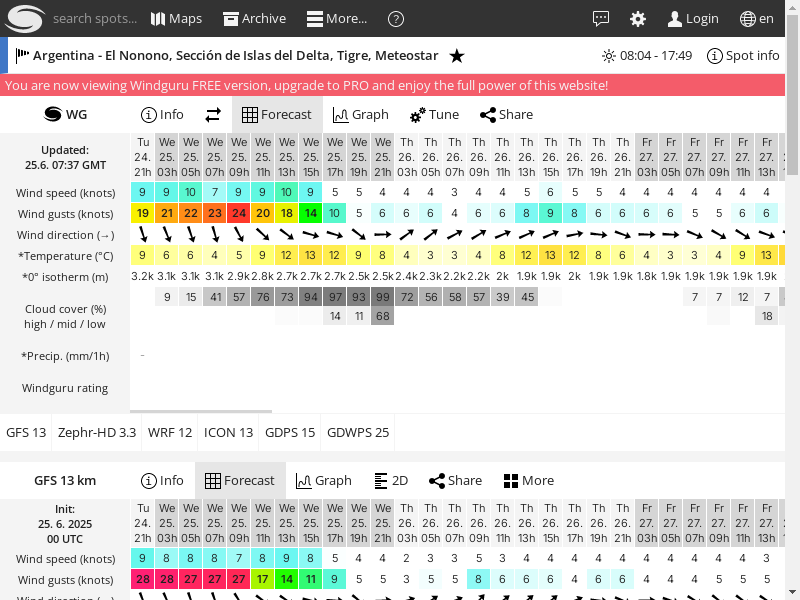 search spots... Maps Archive More... ? Login en
Argentina - El Nonono, Sección de Islas del Delta, Tigre, Meteostar 08:04 - 17:49 Spot info
You are now viewing Windguru FREE version, upgrade to PRO and enjoy the full power of this website!
WG Info Forecast Graph Tune Share
Tu We We We We We We We We We We Th Th Th Th Th Th Th Th Th Th Fr Fr Fr Fr Fr Fr
Updated: 24. 25. 25. 25. 25. 25. 25. 25. 25. 25. 25. 26. 26. 26. 26. 26. 26. 26. 26. 26. 26. 27. 27. 27. 27. 27. 27.
25.6. 07:37 GMT 21h 03h 05h 07h 09h 11h 13h 15h 17h 19h 21h 03h 05h 07h 09h 11h 13h 15h 17h 19h 21h 03h 05h 07h 09h 11h 13h
Wind speed (knots) 9 9 10 7 9 9 10 9 5 5 4 4 4 3 4 4 5 6 5 5 4 4 4 4 4 4 4
Wind gusts (knots) 19 21 22 23 24 20 18 14 10 5 6 6 6 4 6 6 8 9 8 6 6 6 6 5 5 6 6
Wind direction (→)
*Temperature (°C) 9 6 6 4 5 9 12 13 12 9 8 4 3 3 4 8 12 13 12 8 6 4 3 3 4 9 13
*0° isotherm (m) 3.2k 3.1k 3.1k 3.1k 2.9k 2.8k 2.7k 2.7k 2.7k 2.5k 2.5k 2.4k 2.3k 2.2k 2.2k 2k 1.9k 1.9k 2k 1.9k 1.9k 1.8k 1.9k 1.9k 1.9k 1.9k 1.9k
9 15 41 57 76 73 94 97 93 99 72 56 58 57 39 45 7 7 12 7
Cloud cover (%)
high / mid / low 14 11 68 18
*Precip. (mm/1h) -
Windguru rating
GFS 13 Zephr-HD 3.3 WRF 12 ICON 13 GDPS 15 GDWPS 25
GFS 13 km Info Forecast Graph 2D Share More
Init: Tu We We We We We We We We We We Th Th Th Th Th Th Th Th Th Th Fr Fr Fr Fr Fr Fr
25. 6. 2025 24. 25. 25. 25. 25. 25. 25. 25. 25. 25. 25. 26. 26. 26. 26. 26. 26. 26. 26. 26. 26. 27. 27. 27. 27. 27. 27.
00 UTC 21h 03h 05h 07h 09h 11h 13h 15h 17h 19h 21h 03h 05h 07h 09h 11h 13h 15h 17h 19h 21h 03h 05h 07h 09h 11h 13h
Wind speed (knots) 9 8 8 8 7 8 9 8 5 4 4 2 3 3 5 3 4 4 4 4 4 4 4 4 4 4 3
Wind gusts (knots) 28 28 27 27 27 17 14 11 9 5 5 3 5 5 8 6 6 6 4 6 6 4 4 4 5 5 5